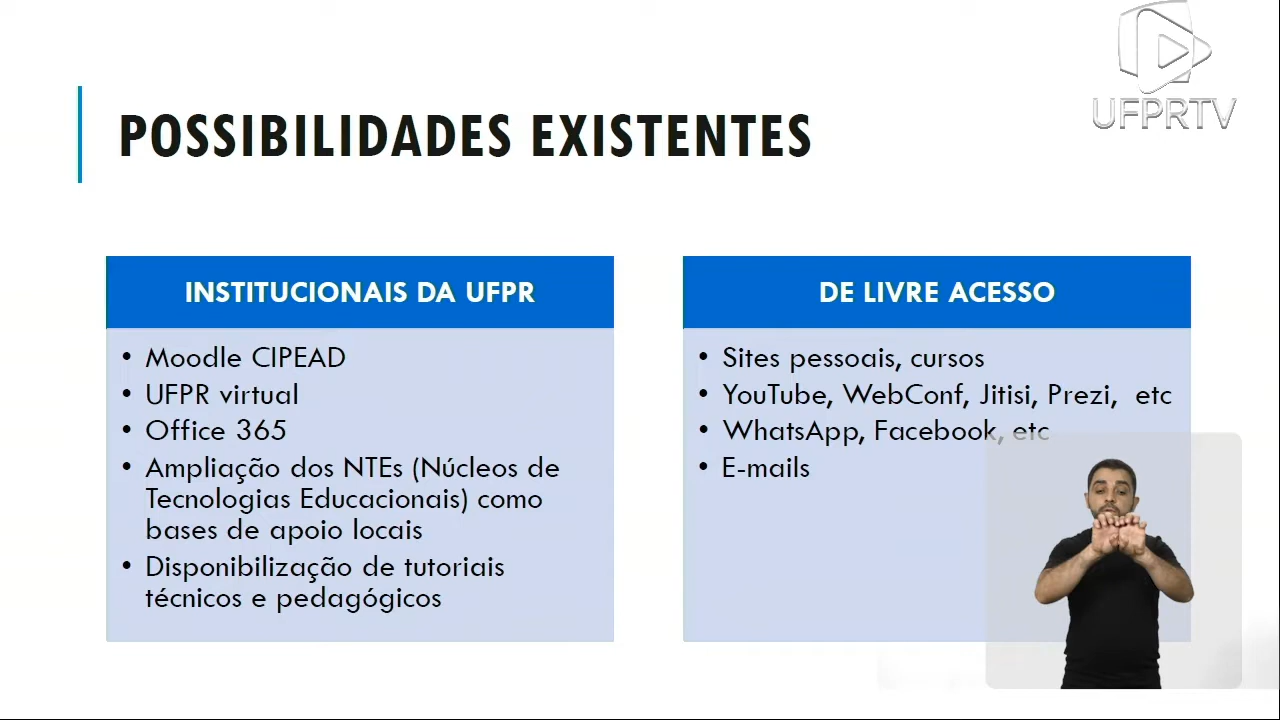 UFPRTV
POSSIBILIDADES EXISTENTES
INSTITUCIONAIS DA UFPR
• Moodle CIPEAD
• UFPR virtual
• Office 365
• Ampliação dos NTEs (Núcleos de
Tecnologias Educacionais) como
bases de apoio locais
• Disponibilização de tutoriais
técnicos e pedagógicos
DE LIVRE ACESSO
• Sites pessoais, cursos
• YouTube, WebConf, Jitisi, Prezi,  etc
• WhatsApp, Facebook, etc
• E-mails